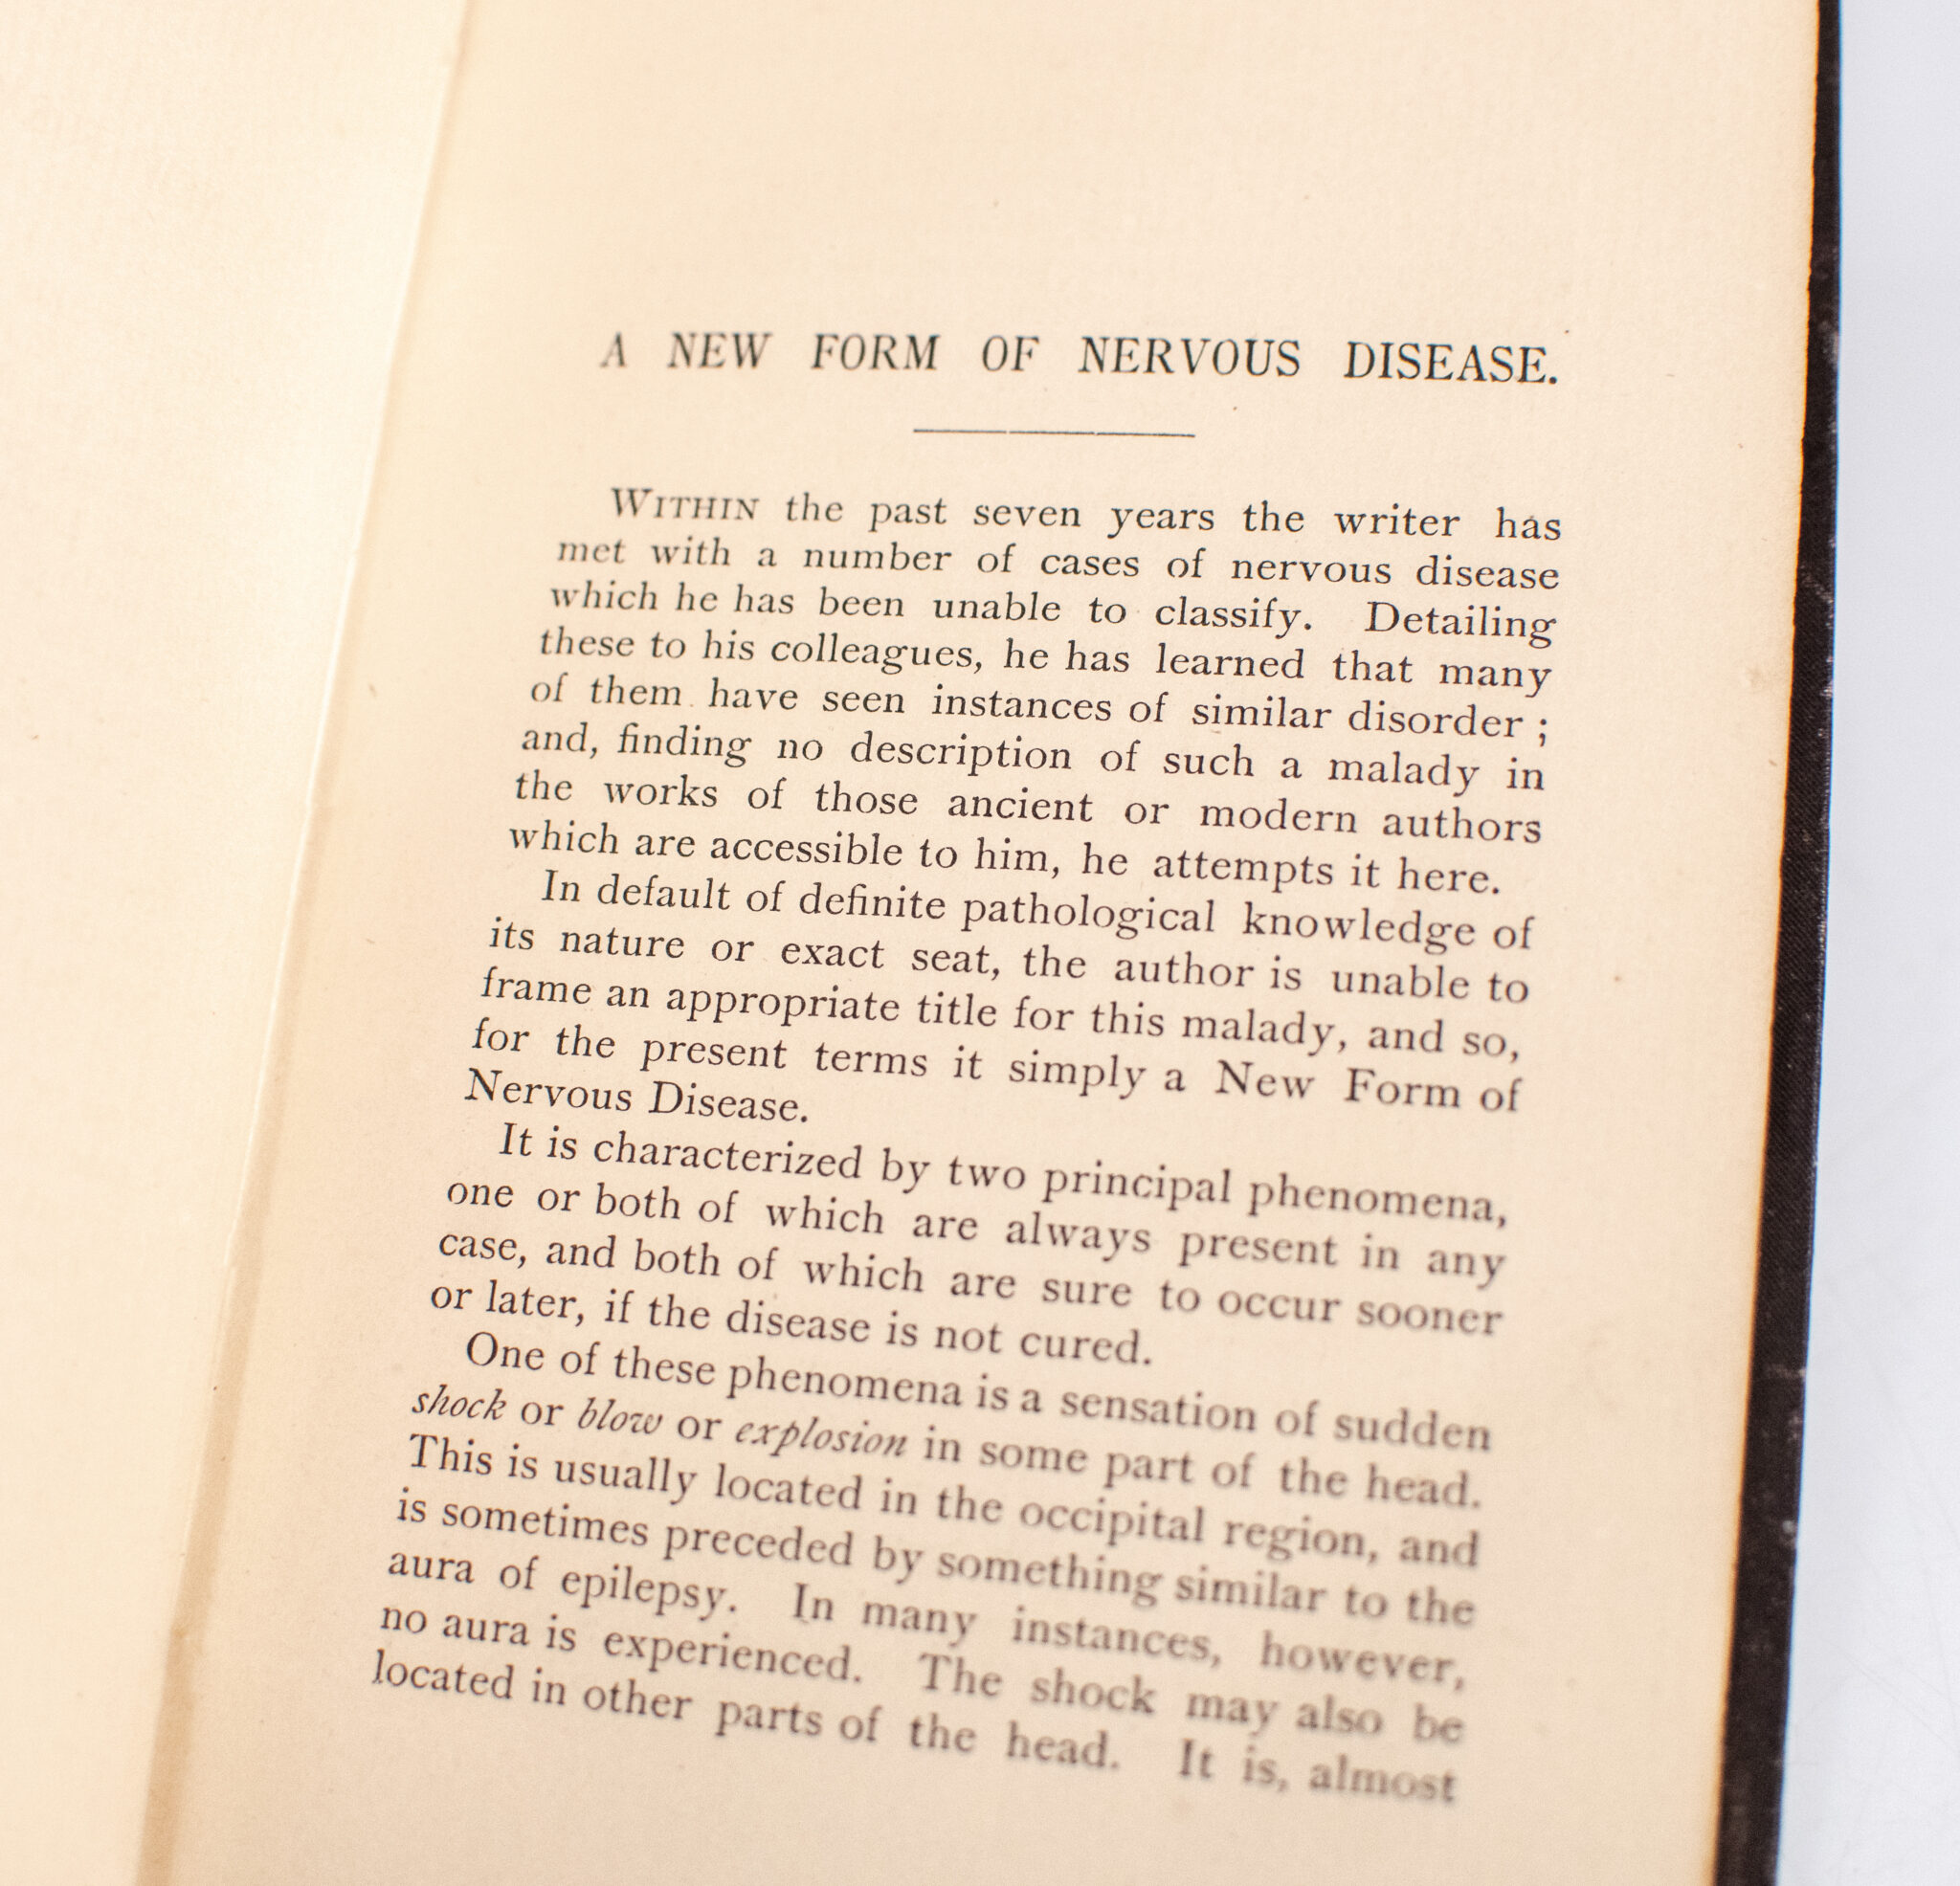 A NEW FORM OF NERVOUS DISEASE.
WITHIN the past seven years the writer has
met with a number of cases of nervous disease
which he has been unable to classify. Detailing
these to his colleagues, he has learned that many
of them have seen instances of similar disorder ;
and, finding no description of such a malady in
the works of those ancient or modern authors
which are accessible to him, he attempts it here.
In default of definite pathological knowledge of
its nature or exact seat, the author is unable to
frame an appropriate title for this malady, and so,
for the present terms it simply a New Form of
Nervous Disease.
It is characterized by two principal phenomena,
one or both of which are always present in any
case, and both of which are sure to occur sooner
or later, if the disease is not cured.
One of these phenomena is a sensation of sudden
shock or blow or explosion in some part of the head.
This is usually located in the occipital region, and
is sometimes preceded by something similar to the
aura of epilepsy. In many instances, however,
no aura is experienced. The shock may also be
located in other parts of the head. It is, almost